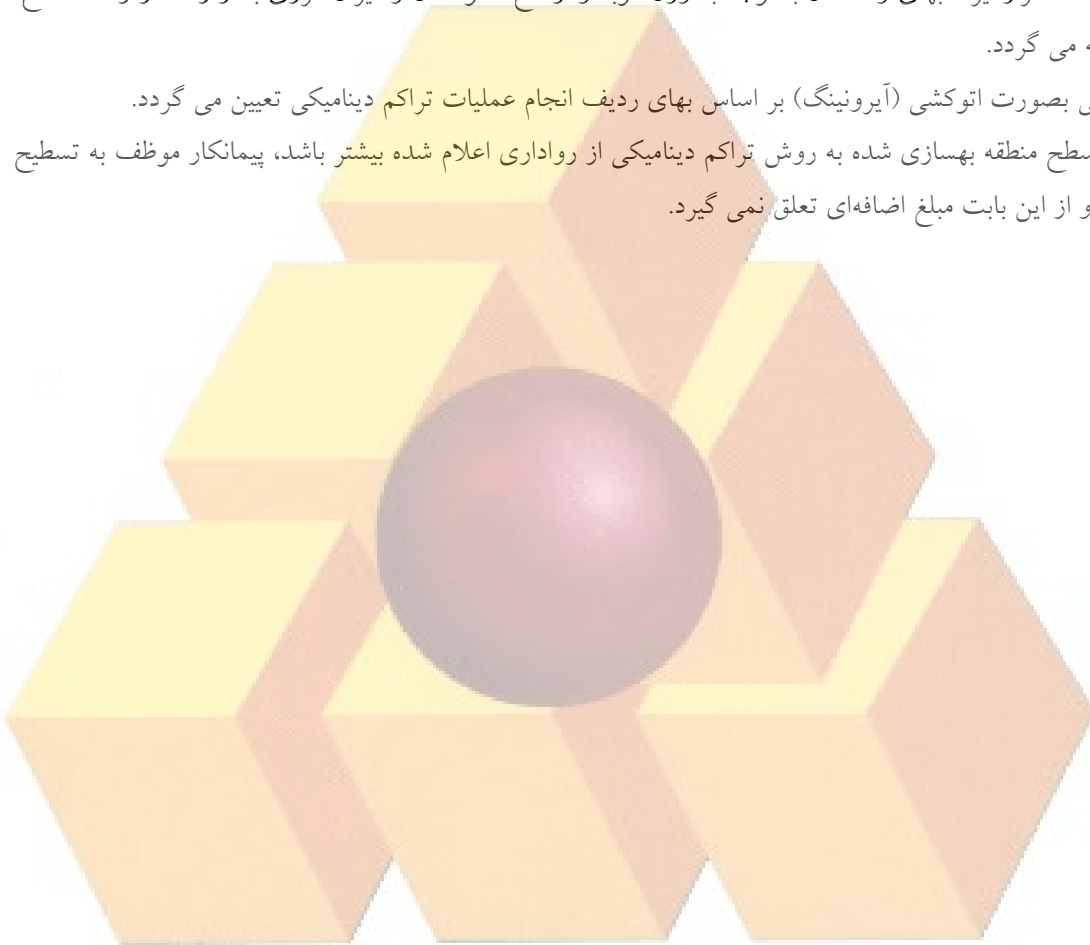 ه می گردد.
ی بصورت اتوکشی (آیرونینگ) بر اساس بهای ردیف انجام عملیات تراکم دینامیکی تعیین می گردد.
سطح منطقه بهسازی شده به روش تراکم دینامیکی از رواداری اعلام شده بیشتر باشد، پیمانکار موظف به تسطیح
و از این بابت مبلغ اضافه‌ای تعلق نمی گیرد.